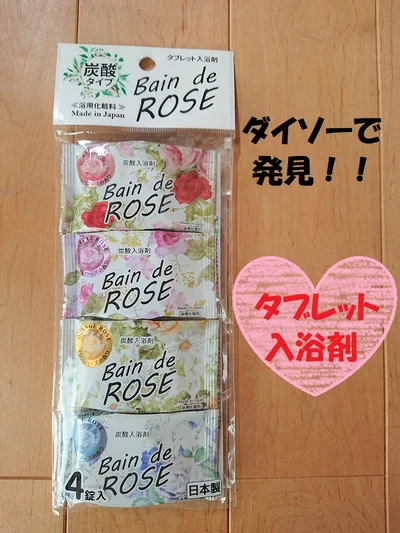 タブレット入浴剤
炭酸
タイプ
Bain de
ROSE
≪浴用化粧料≫
Made in Japan
ダイソーで
発見!!
炭酸入浴剤
Bain de
ROSE
炭酸入浴剤
Bain de
ROSE
タブレット
入浴剤
ORANGE ROSE
炭酸入浴剤
Bain de
ROSE
炭酸入浴剤
Bain de
ROSE
4錠入
日本製